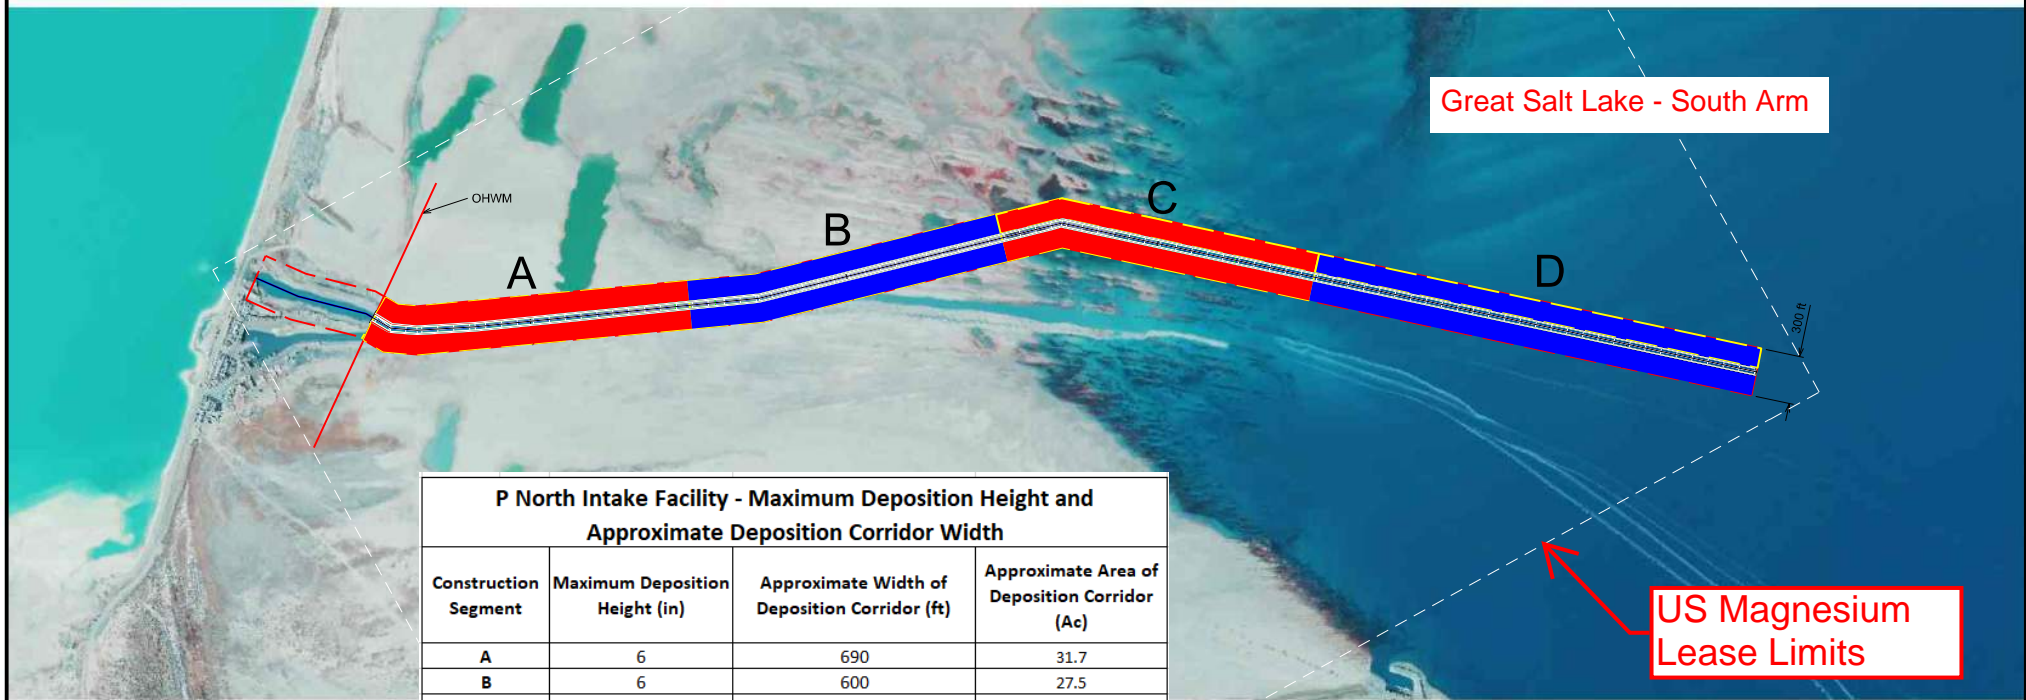 Great Salt Lake - South Arm
OHWM
A
B
C
D
300 ft
P North Intake Facility - Maximum Deposition Height and
Approximate Deposition Corridor Width
Construction Segment Maximum Deposition Height (in) Approximate Width of Deposition Corridor (ft) Approximate Area of Deposition Corridor (Ac)
A 6 690 31.7
B 6 600 27.5
US Magnesium
Lease Limits